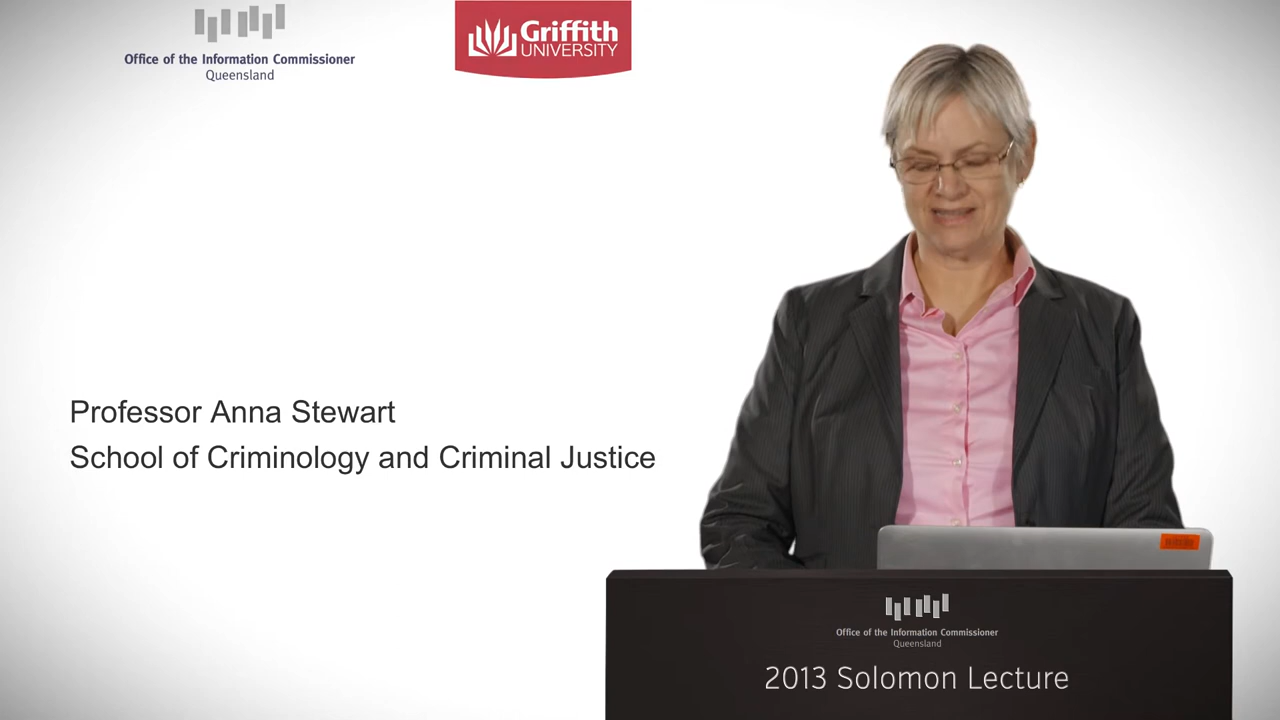 Office of the Information Commissioner
Queensland
Griffith
UNIVERSITY
Professor Anna Stewart
School of Criminology and Criminal Justice
Office of the Information Commissioner
Queensland
2013 Solomon Lecture